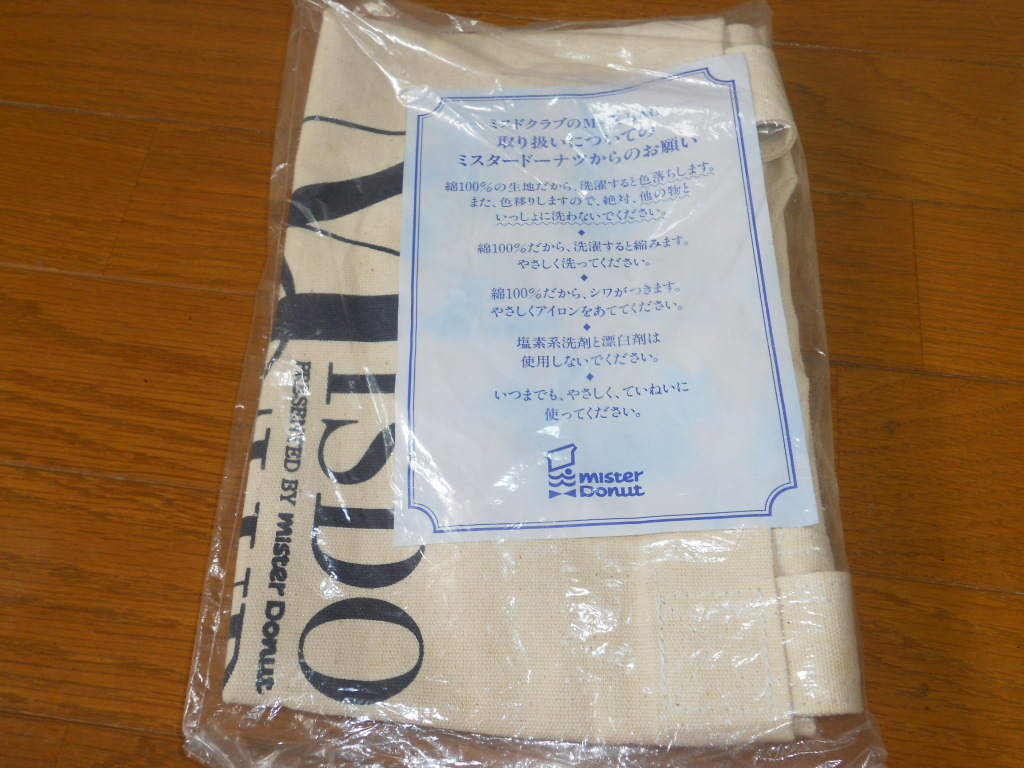 ミスドクラブの
取り扱いについての
ミスタードーナツからのお願い
綿100%の生地だから、洗濯すると色落ちします。
また、色移りしますので、絶対、他の物と
いっしょに洗わないでください。
綿100%だから、洗濯すると縮みます。
やさしく洗ってください。
綿100%だから、シワがつきます。
やさしくアイロンをあててください。
塩素系洗剤と漂白剤は
使用しないでください。
いつまでも、やさしく、ていねいに
使ってください。
mister
Donut
MISDO
PRESENTED BY mister Donut